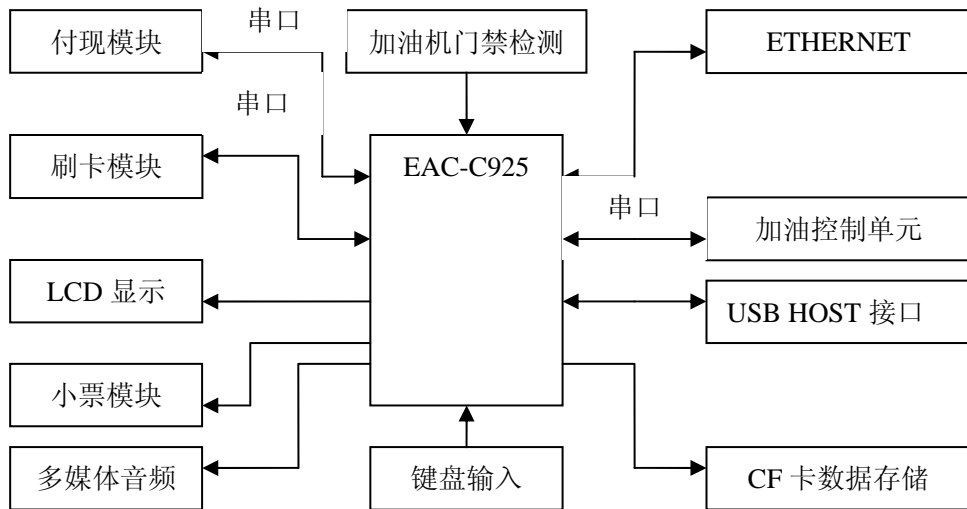 付现模块
串口
加油机门禁检测
ETHERNET
串口
刷卡模块
EAC-C925
串口
加油控制单元
LCD 显示
USB HOST 接口
小票模块
多媒体音频
键盘输入
CF 卡数据存储